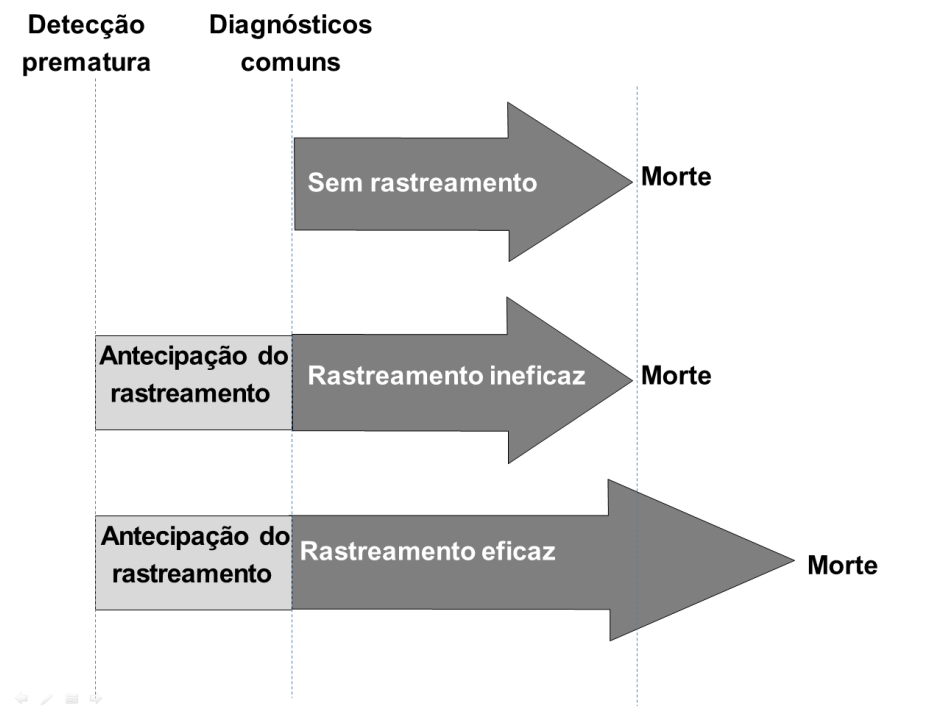 Detecção
prematura
Diagnósticos
comuns
Sem rastreamento
Morte
Antecipação do
rastreamento
Rastreamento ineficaz
Morte
Antecipação do
rastreamento
Rastreamento eficaz
Morte